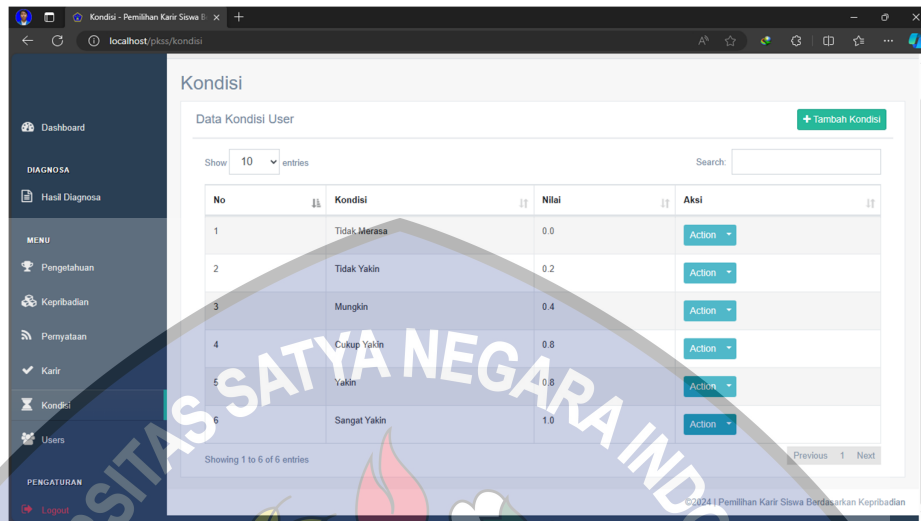 Kondisi - Pemilihan Karir Siswa B
localhost/pkss/kondisi
Kondisi
Data Kondisi User
+ Tambah Kondisi
Show 10 entries
Search:
No Kondisi Nilai Aksi
1 Tidak Merasa 0.0 Action
2 Tidak Yakin 0.2 Action
3 Mungkin 0.4 Action
4 Cukup Yakin 0.8 Action
5 Yakin 0.8 Action
6 Sangat Yakin 1.0 Action
Showing 1 to 6 of 6 entries
Previous 1 Next
©2024 | Pemilihan Karir Siswa Berdasarkan Kepribadian
Dashboard
DIAGNOSA
Hasil Diagnosa
MENU
Pengetahuan
Kepribadian
Pernyataan
Karir
Kondisi
Users
PENGATURAN
Logout
SITAS SATYA NEGARA INDO